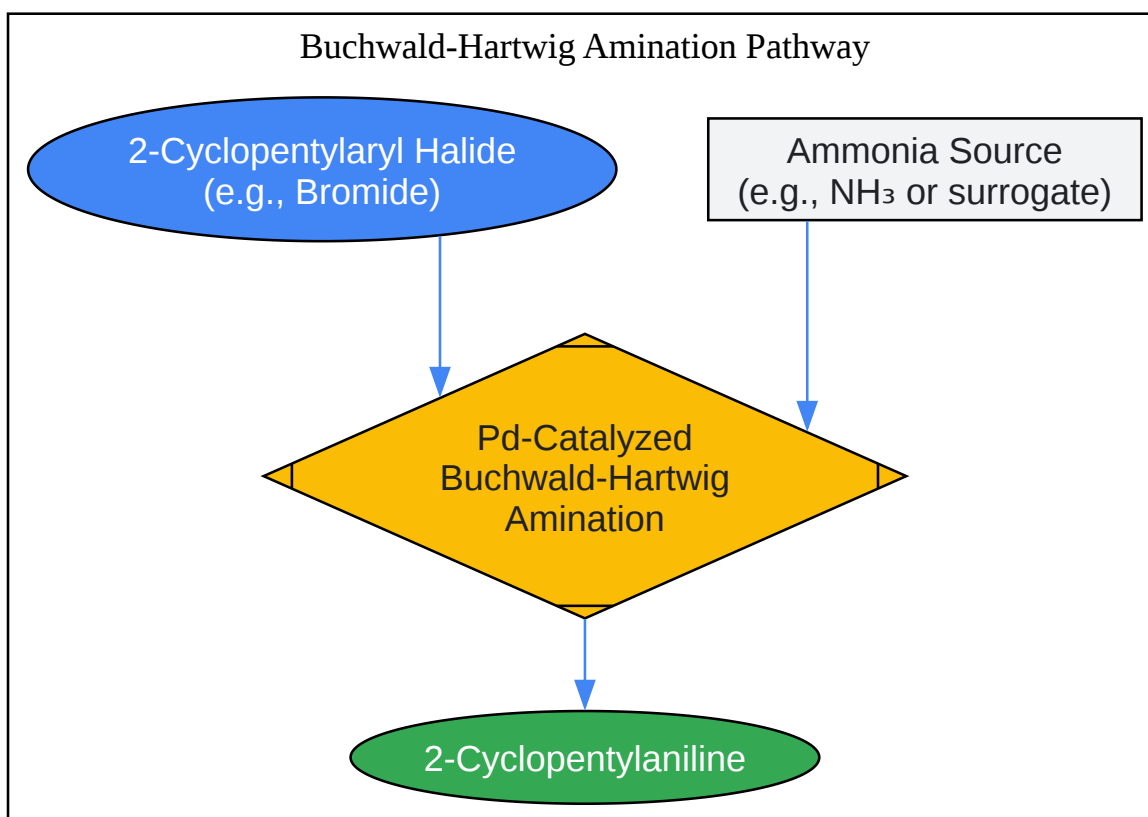 Buchwald-Hartwig Amination Pathway
2-Cyclopentylaryl Halide
(e.g., Bromide)
Ammonia Source
(e.g., NH₃ or surrogate)
Pd-Catalyzed
Buchwald-Hartwig
Amination
2-Cyclopentylaniline